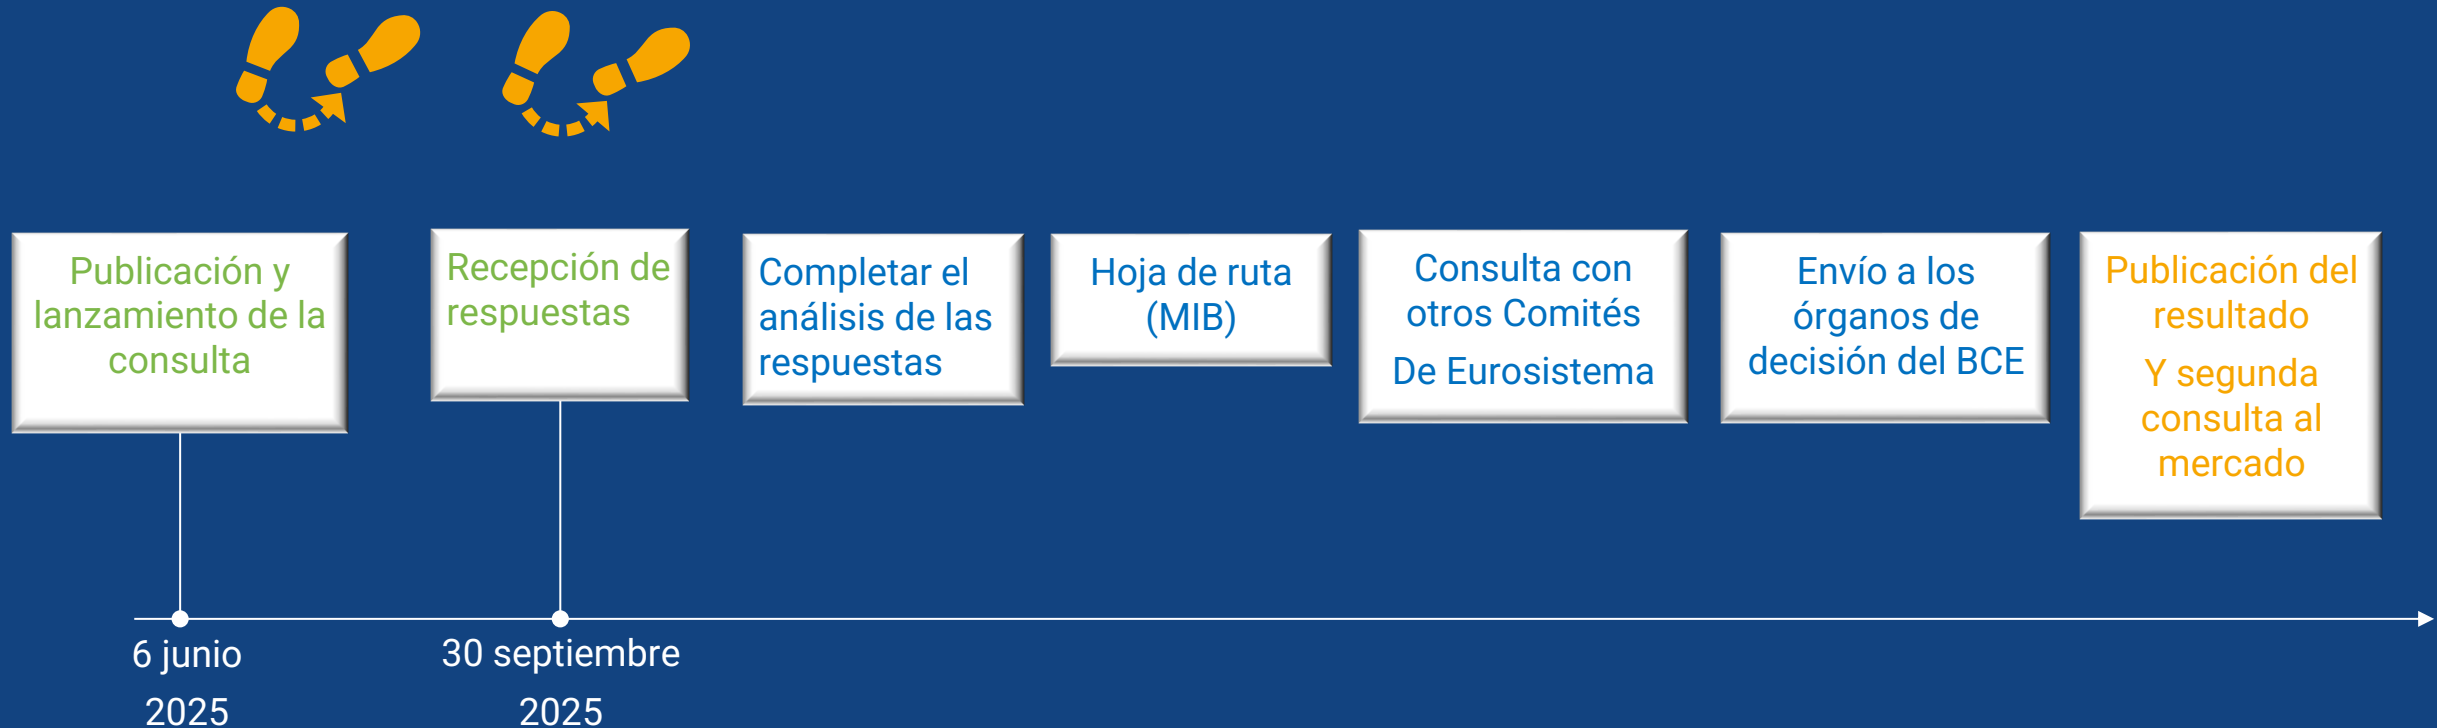 Publicación y
lanzamiento de la
consulta
Recepción de
respuestas
Completar el
análisis de las
respuestas
Hoja de ruta
(MIB)
Consulta con
otros Comités
De Eurosistema
Envío a los
órganos de
decisión del BCE
Publicación del
resultado
Y segunda
consulta al
mercado
6 junio
2025
30 septiembre
2025